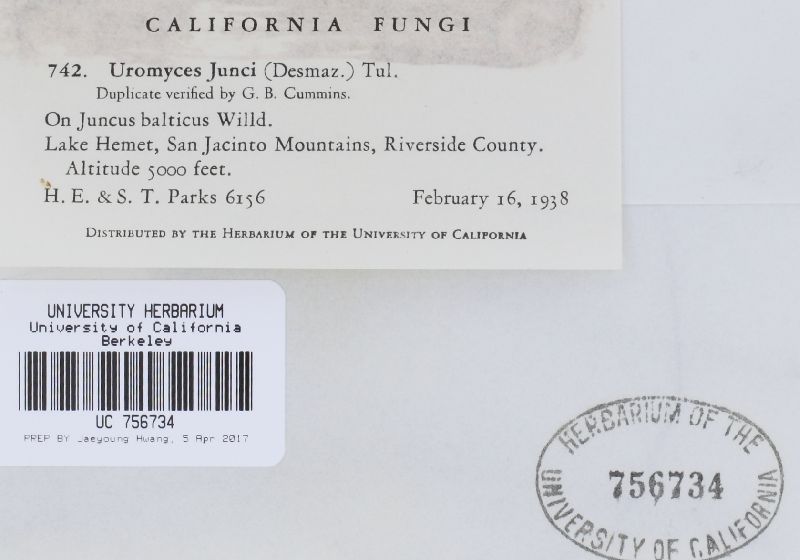 CALIFORNIA FUNGI
742. Uromyces Junci (Desmaz.) Tul.
Duplicate verified by G. B. Cummins.
On Juncus balticus Willd.
Lake Hemet, San Jacinto Mountains, Riverside County.
Altitude 5000 feet.
H. E. & S. T. Parks 6156 February 16, 1938
Distributed by the Herbarium of the University of California
UNIVERSITY HERBARIUM
University of California
Berkeley
UC 756734
PREP BY Jaeyoung Hwang, 5 Apr 2017
HERBARIUM OF THE
756734
UNIVERSITY OF CALIFORNIA